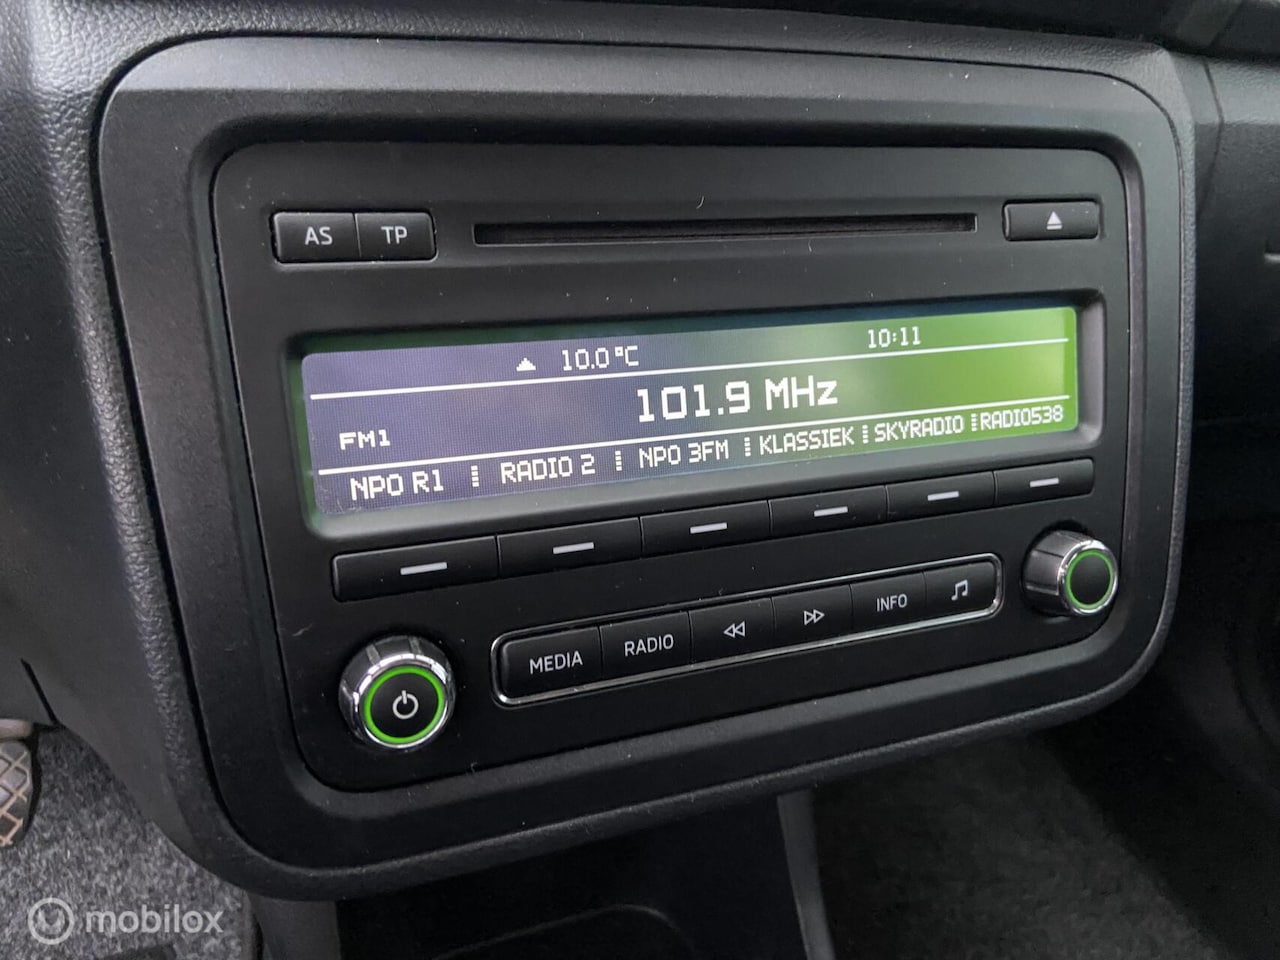 AS TP
10.0°C 10:11
101.9 MHz
FM1
NPO R1 RADIO 2 NPO 3FM KLASSIEK SKYRADIO RADIO538
MEDIA RADIO INFO
mobilox